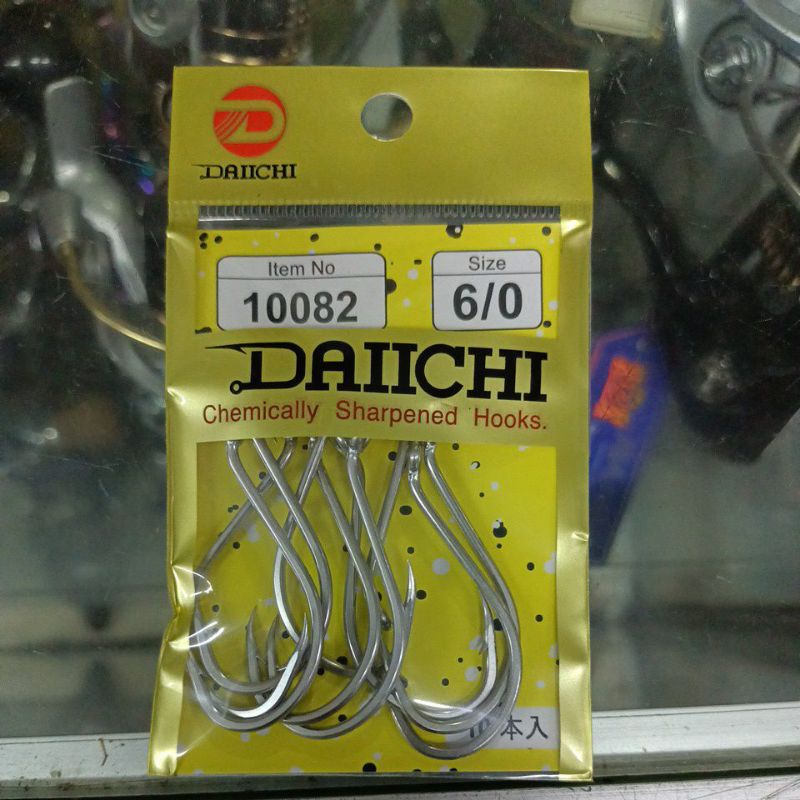 DAIICHI
Item No
10082
Size
6/0
DAIICHI
Chemically Sharpened Hooks.
本入